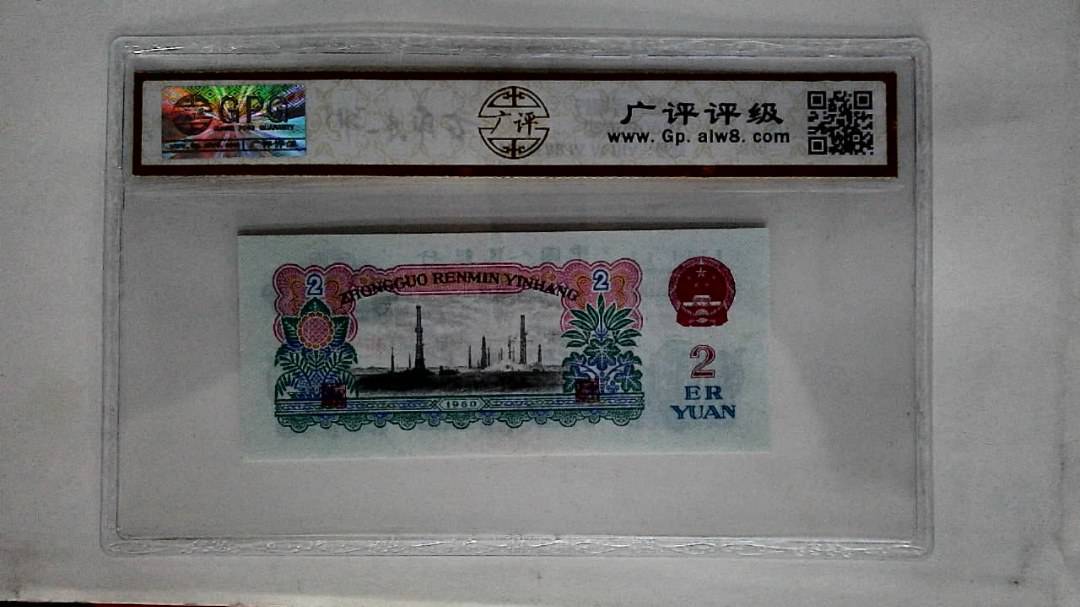 GPG
广评
广评评级
www.Gp.alw8.com
2
ZHONGGUO RENMIN YINHANG
2
1960
2
ER
YUAN